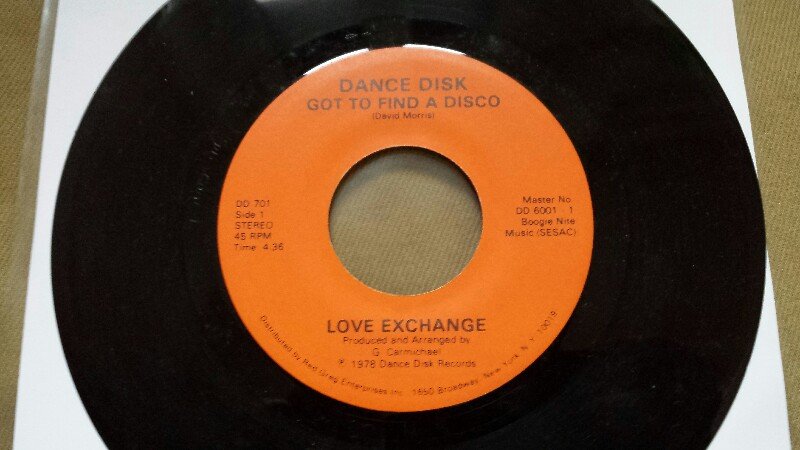 DANCE DISK
GOT TO FIND A DISCO
(David Morris)
DD 701
Side 1
STEREO
45 RPM
Time: 4:36
Master No.
DD 6001 - 1
Boogie Nite
Music (SESAC)
LOVE EXCHANGE
Produced and Arranged by
G. Carmichael
℗ 1978 Dance Disk Records
Distributed by Red Greg Enterprises Inc. 1650 Broadway, New York, N.Y. 10019